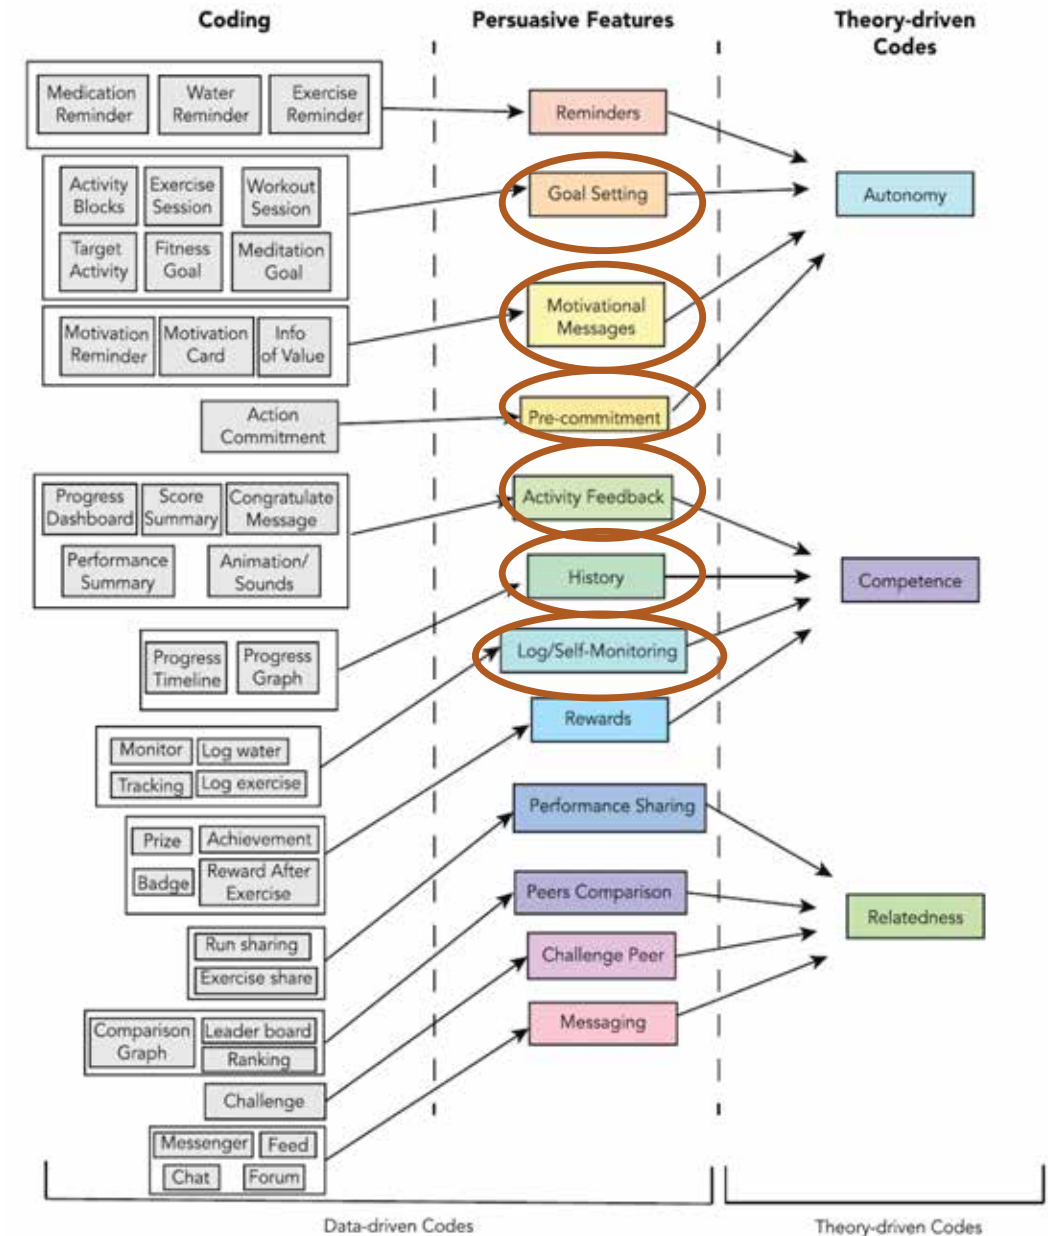 Coding
Persuasive Features
Theory-driven
Codes
Medication
Reminder
Water
Reminder
Exercise
Reminder
Reminders
Activity
Blocks
Exercise
Session
Workout
Session
Target
Activity
Fitness
Goal
Meditation
Goal
Goal Setting
Autonomy
Motivation
Reminder
Motivation
Card
Info
of Value
Motivational
Messages
Action
Commitment
Pre-commitment
Progress
Dashboard
Score
Summary
Congratulate
Message
Performance
Summary
Animation/
Sounds
Activity Feedback
History
Competence
Progress
Timeline
Progress
Graph
Log/Self-Monitoring
Monitor
Log water
Tracking
Log exercise
Rewards
Prize
Achievement
Badge
Reward After
Exercise
Performance Sharing
Run sharing
Exercise share
Peers Comparison
Relatedness
Comparison
Graph
Leader board
Ranking
Challenge Peer
Challenge
Messaging
Messenger
Feed
Chat
Forum
Data-driven Codes
Theory-driven Codes